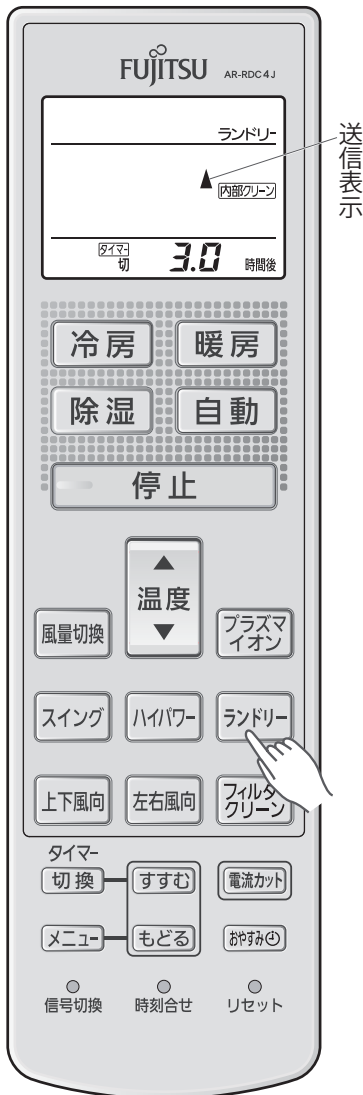 FUJITSU AR-RDC4J
ランドリー
送信表示
内部クリーン
タイマー
切 3.0 時間後
冷房 暖房
除湿 自動
停止
▲
温度
▼
風量切換 プラズマ
イオン
スイング ハイパワー ランドリー
上下風向 左右風向 フィルタ
クリーン
タイマー
切換 すすむ 電流カット
メニュー もどる おやすみ
信号切換 時刻合せ リセット